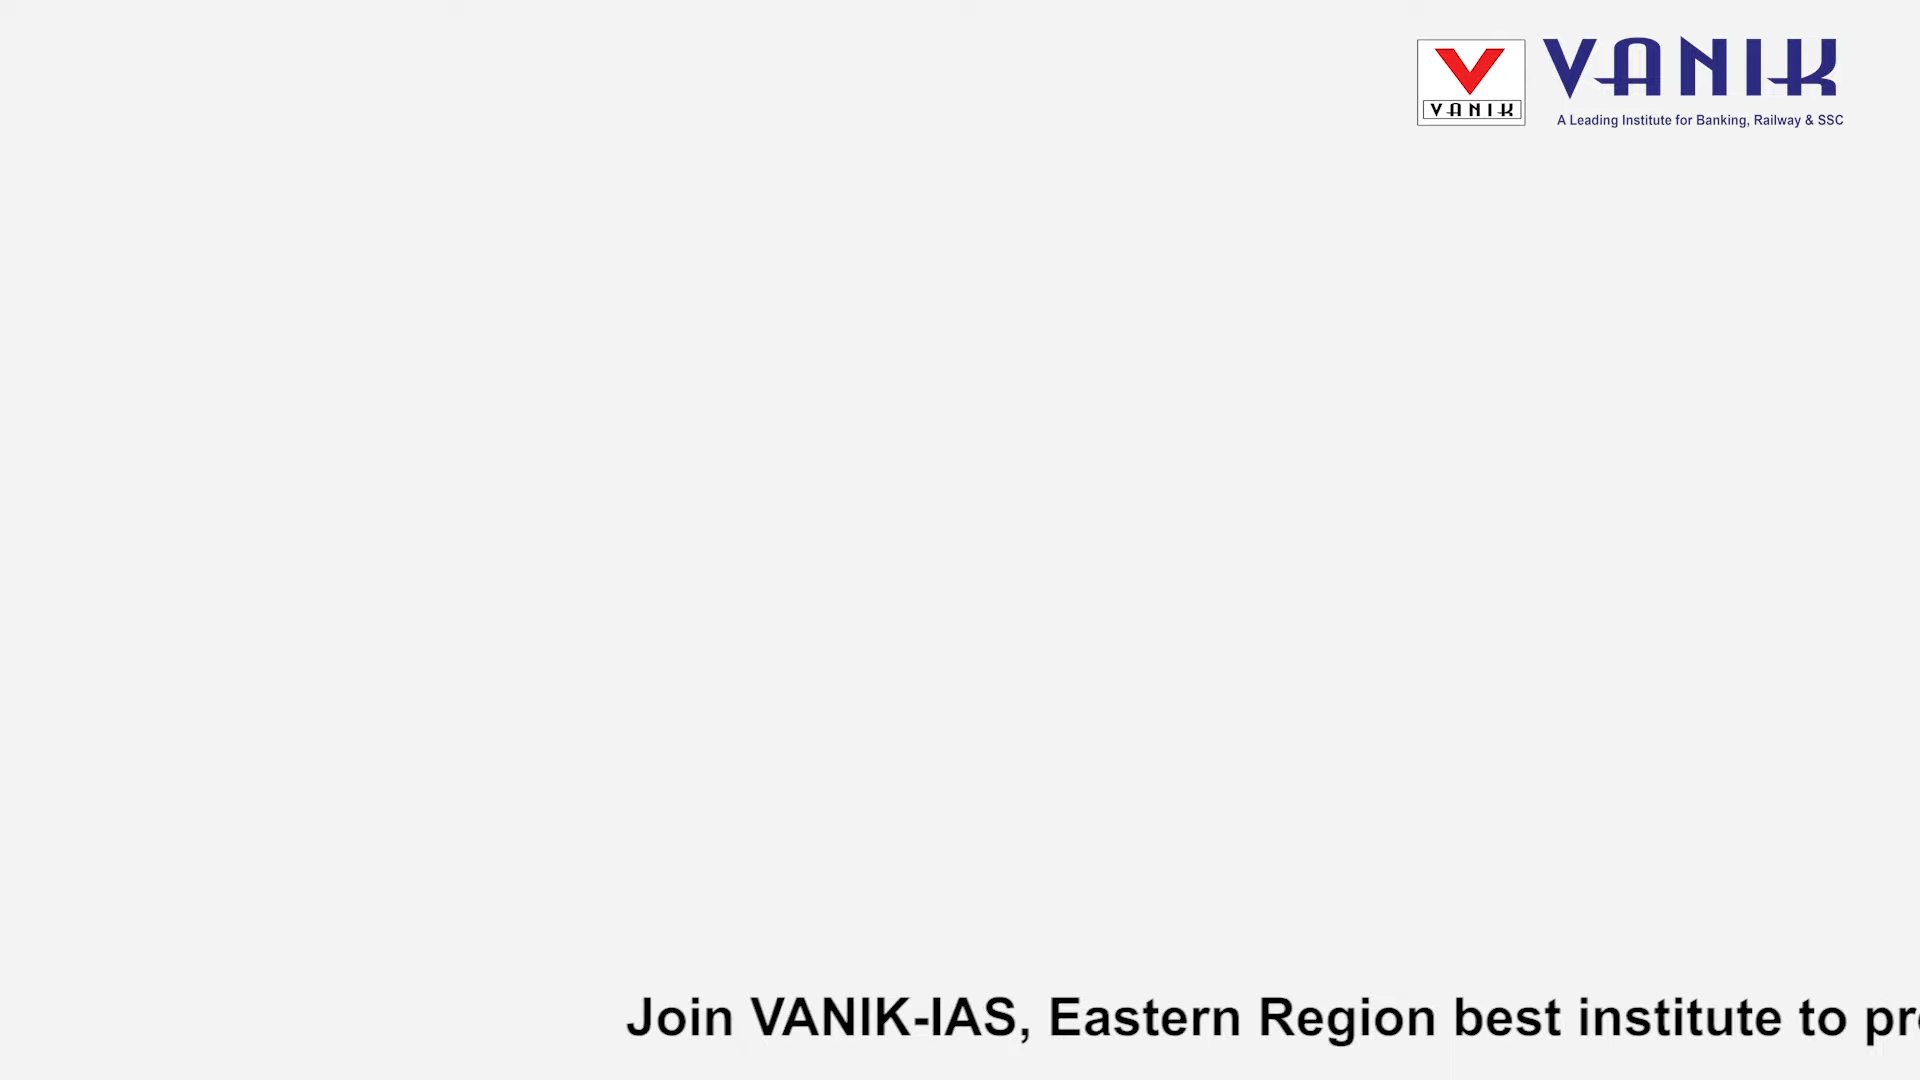 VANIK
VANIK
A Leading Institute for Banking, Railway & SSC
Join VANIK-IAS, Eastern Region best institute to